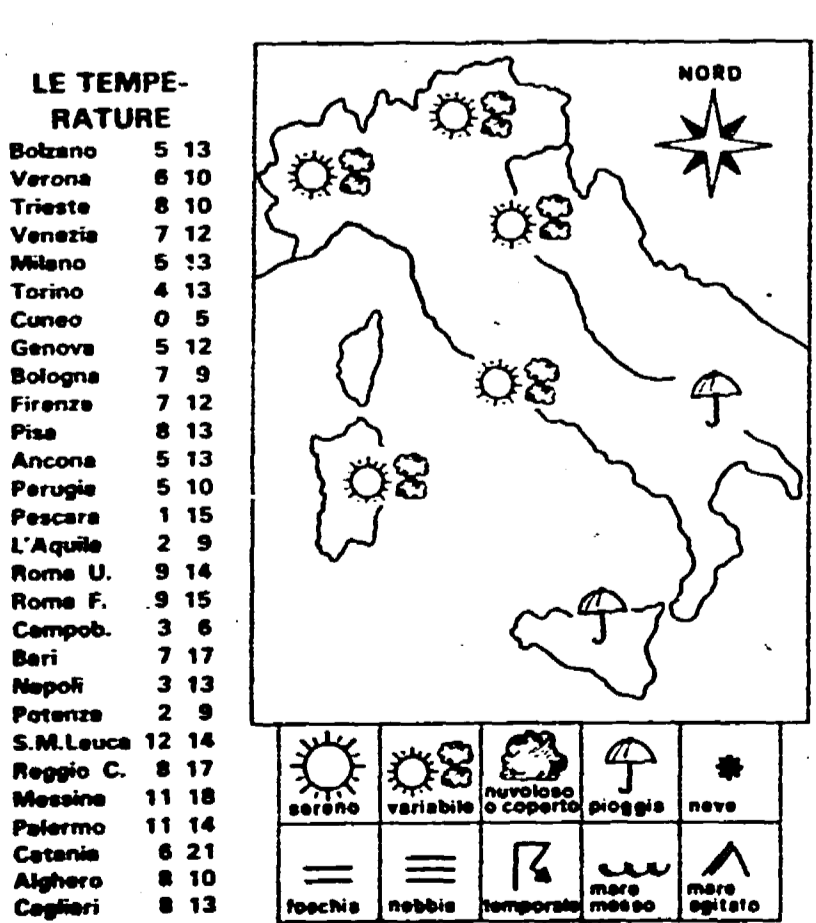 LE TEMPE-
RATURE
Bolzano 5 13
Verona 6 10
Trieste 8 10
Venezia 7 12
Milano 5 13
Torino 4 13
Cuneo 0 5
Genova 5 12
Bologna 7 9
Firenze 7 12
Pisa 8 13
Ancona 5 13
Perugia 5 10
Pescara 1 15
L'Aquila 2 9
Roma U. 9 14
Roma F. 9 15
Campob. 3 6
Bari 7 17
Napoli 3 13
Potenza 2 9
S.M.Leuca 12 14
Reggio C. 8 17
Messina 11 18
Palermo 11 14
Catania 6 21
Alghero 8 10
Cagliari 8 13
NORD
sereno
variabile
nuvoloso
o coperto
pioggia
neve
foschia
nebbia
temporale
mare
mosso
mare
agitato